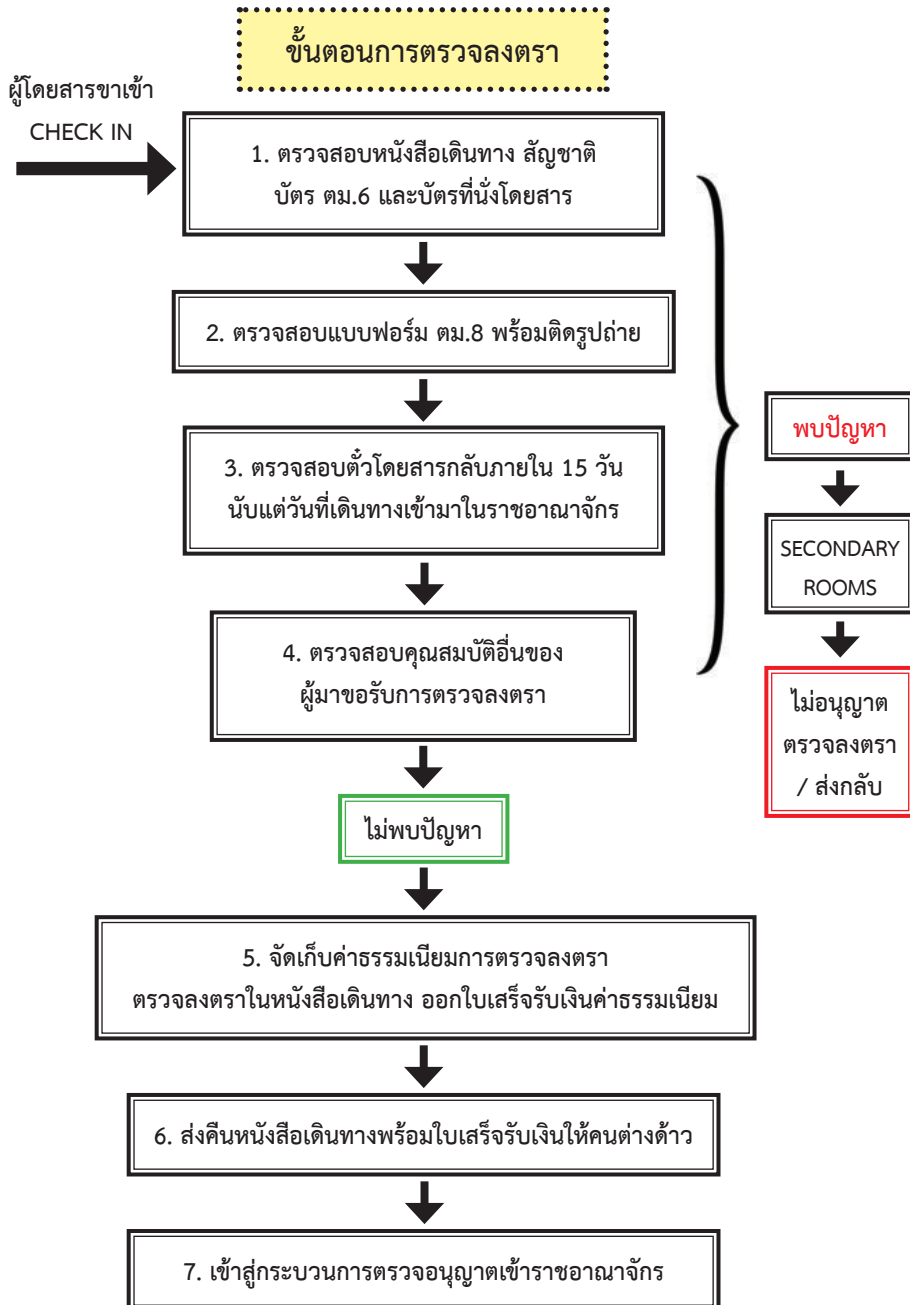 ขั้นตอนการตรวจลงตรา
ผู้โดยสารขาเข้า
CHECK IN
1. ตรวจสอบหนังสือเดินทาง สัญชาติ
บัตร ตม.6 และบัตรที่นั่งโดยสาร
2. ตรวจสอบแบบฟอร์ม ตม.8 พร้อมติดรูปถ่าย
3. ตรวจสอบตั๋วโดยสารกลับภายใน 15 วัน
นับแต่วันที่เดินทางเข้ามาในราชอาณาจักร
4. ตรวจสอบคุณสมบัติอื่นของ
ผู้มาขอรับการตรวจลงตรา
พบปัญหา
SECONDARY
ROOMS
ไม่อนุญาต
ตรวจลงตรา
/ ส่งกลับ
ไม่พบปัญหา
5. จัดเก็บค่าธรรมเนียมการตรวจลงตรา
ตรวจลงตราในหนังสือเดินทาง ออกใบเสร็จรับเงินค่าธรรมเนียม
6. ส่งคืนหนังสือเดินทางพร้อมใบเสร็จรับเงินให้คนต่างด้าว
7. เข้าสู่กระบวนการตรวจอนุญาตเข้าราชอาณาจักร